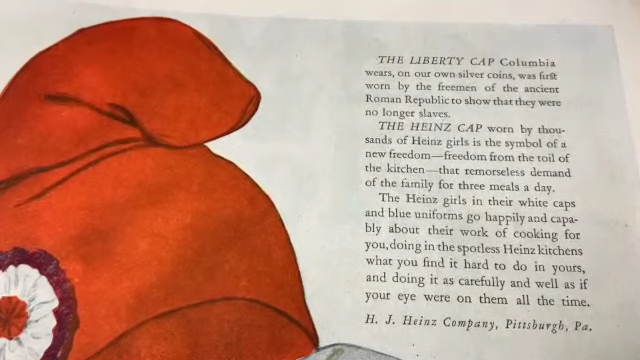 THE LIBERTY CAP Columbia
wears, on our own silver coins, was first
worn by the freemen of the ancient
Roman Republic to show that they were
no longer slaves.
THE HEINZ CAP worn by thou-
sands of Heinz girls is the symbol of a
new freedom—freedom from the toil of
the kitchen—that remorseless demand
of the family for three meals a day.
The Heinz girls in their white caps
and blue uniforms go happily and capa-
bly about their work of cooking for
you, doing in the spotless Heinz kitchens
what you find it hard to do in yours,
and doing it as carefully and well as if
your eye were on them all the time.
H. J. Heinz Company, Pittsburgh, Pa.